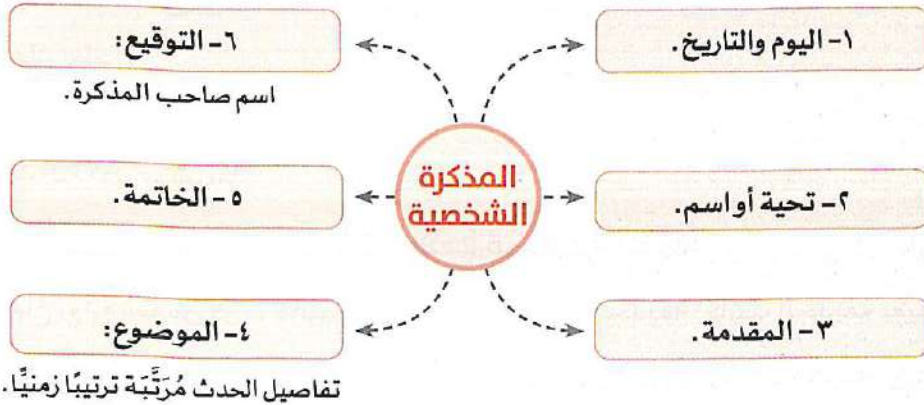 المذكرة
الشخصية
١- اليوم والتاريخ.
٢- تحية أو اسم.
٣- المقدمة.
٤- الموضوع:
تفاصيل الحدث مُرَتَّبَة ترتيبًا زمنيًّا.
٥- الخاتمة.
٦- التوقيع:
اسم صاحب المذكرة.